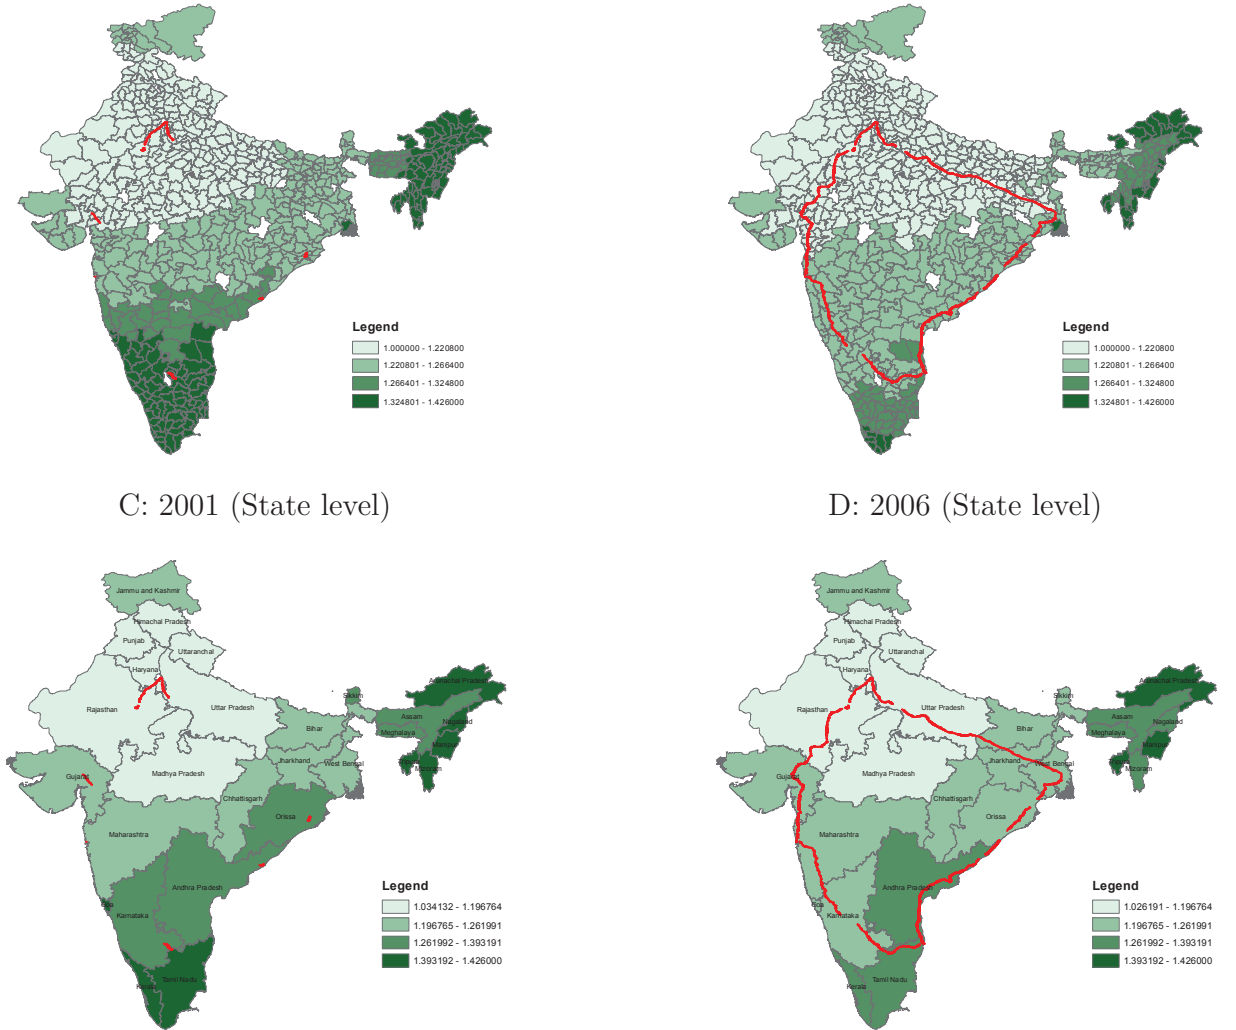 Legend
1.000000 - 1.220800
1.220801 - 1.266400
1.266401 - 1.324800
1.324801 - 1.426000
Legend
1.000000 - 1.220800
1.220801 - 1.266400
1.266401 - 1.324800
1.324801 - 1.426000
C: 2001 (State level)
D: 2006 (State level)
Jammu and Kashmir
Himachal Pradesh
Punjab
Uttaranchal
Haryana
Arunachal Pradesh
Sikkim
Rajasthan
Uttar Pradesh
Assam
Nagaland
Bihar
Meghalaya
Manipur
Jharkhand
West Bengal
Tripura
Mizoram
Gujarat
Madhya Pradesh
Chhattisgarh
Orissa
Maharashtra
Andhra Pradesh
Goa
Karnataka
Kerala
Tamil Nadu
Legend
1.034132 - 1.196764
1.196765 - 1.261991
1.261992 - 1.393191
1.393192 - 1.426000
Jammu and Kashmir
Himachal Pradesh
Punjab
Uttaranchal
Haryana
Arunachal Pradesh
Sikkim
Rajasthan
Uttar Pradesh
Assam
Nagaland
Bihar
Meghalaya
Manipur
Jharkhand
West Bengal
Tripura
Mizoram
Gujarat
Madhya Pradesh
Chhattisgarh
Orissa
Maharashtra
Andhra Pradesh
Goa
Karnataka
Kerala
Tamil Nadu
Legend
1.026191 - 1.196764
1.196765 - 1.261991
1.261992 - 1.393191
1.393192 - 1.426000